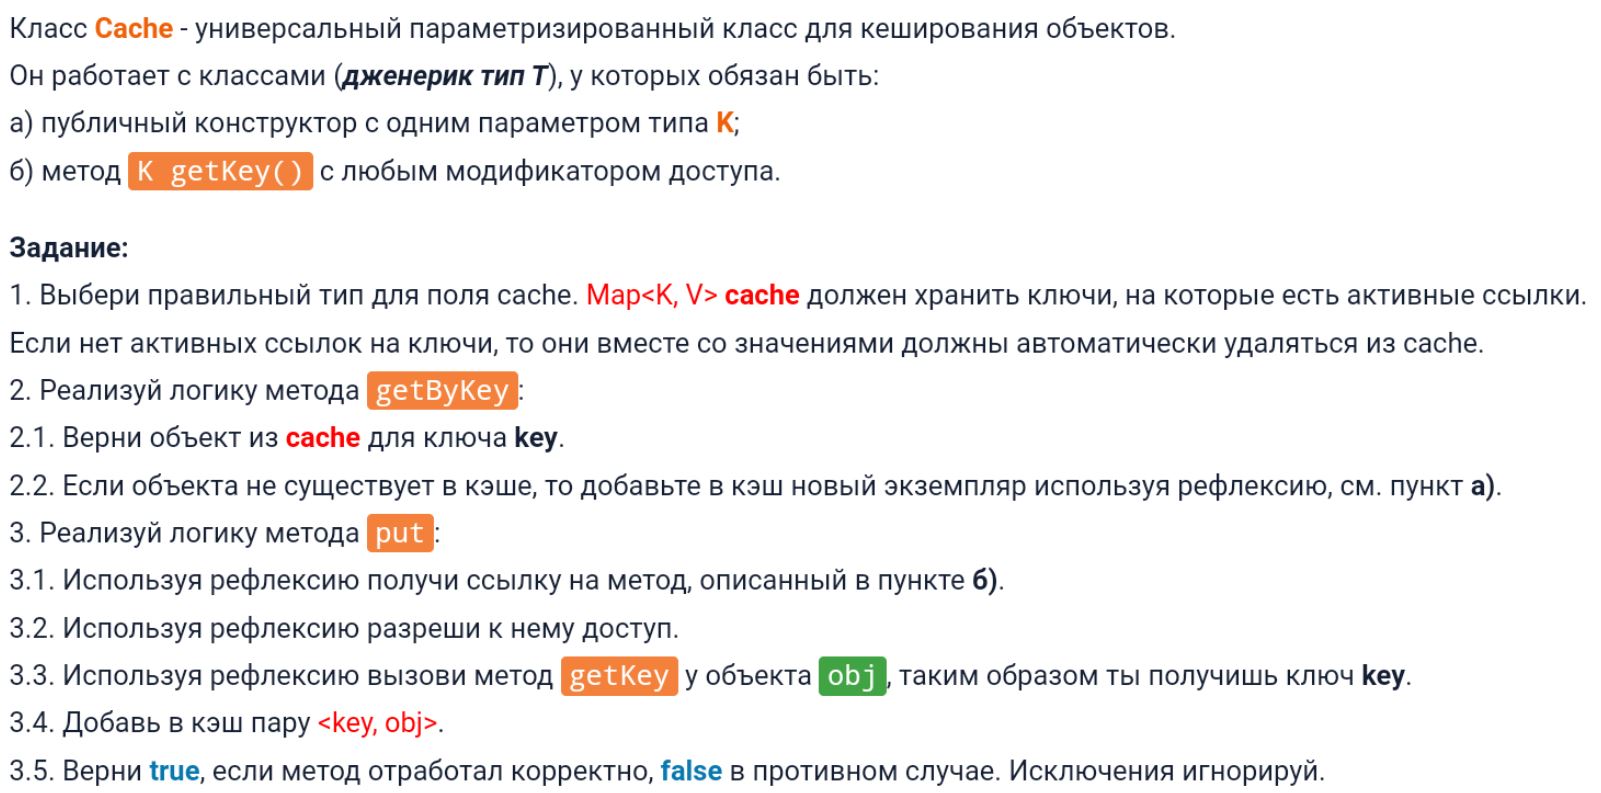 Класс Cache - универсальный параметризированный класс для кеширования объектов.
Он работает с классами (дженерик тип T), у которых обязан быть:
а) публичный конструктор с одним параметром типа K;
б) метод K getKey() с любым модификатором доступа.
Задание:
1. Выбери правильный тип для поля cache. Map<K, V> cache должен хранить ключи, на которые есть активные ссылки.
Если нет активных ссылок на ключи, то они вместе со значениями должны автоматически удаляться из cache.
2. Реализуй логику метода getByKey:
2.1. Верни объект из cache для ключа key.
2.2. Если объекта не существует в кэше, то добавьте в кэш новый экземпляр используя рефлексию, см. пункт а).
3. Реализуй логику метода put:
3.1. Используя рефлексию получи ссылку на метод, описанный в пункте б).
3.2. Используя рефлексию разреши к нему доступ.
3.3. Используя рефлексию вызови метод getKey у объекта obj, таким образом ты получишь ключ key.
3.4. Добавь в кэш пару <key, obj>.
3.5. Верни true, если метод отработал корректно, false в противном случае. Исключения игнорируй.